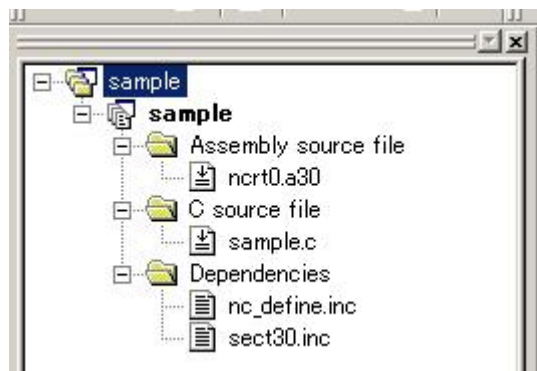 sample
sample
Assembly source file
ncrt0.a30
C source file
sample.c
Dependencies
nc_define.inc
sect30.inc